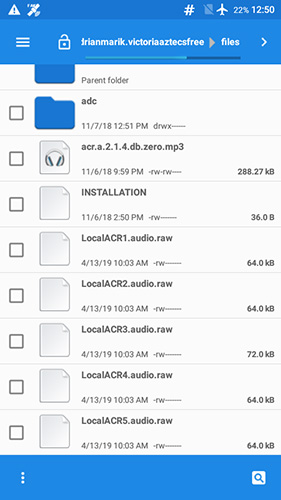 # 22% 12:50
drianmarik.victoriaaztecsfree files
Parent folder
adc
11/7/18 12:51 PM drwx------
acr.a.2.1.4.db.zero.mp3
11/6/18 9:59 PM -rw-rw---- 288.27 kB
INSTALLATION
11/6/18 2:50 PM -rw------- 36.0 B
LocalACR1.audio.raw
4/13/19 10:03 AM -rw------- 64.0 kB
LocalACR2.audio.raw
4/13/19 10:03 AM -rw------- 64.0 kB
LocalACR3.audio.raw
4/13/19 10:03 AM -rw------- 72.0 kB
LocalACR4.audio.raw
4/13/19 10:03 AM -rw------- 64.0 kB
LocalACR5.audio.raw
4/13/19 10:03 AM -rw------- 64.0 kB